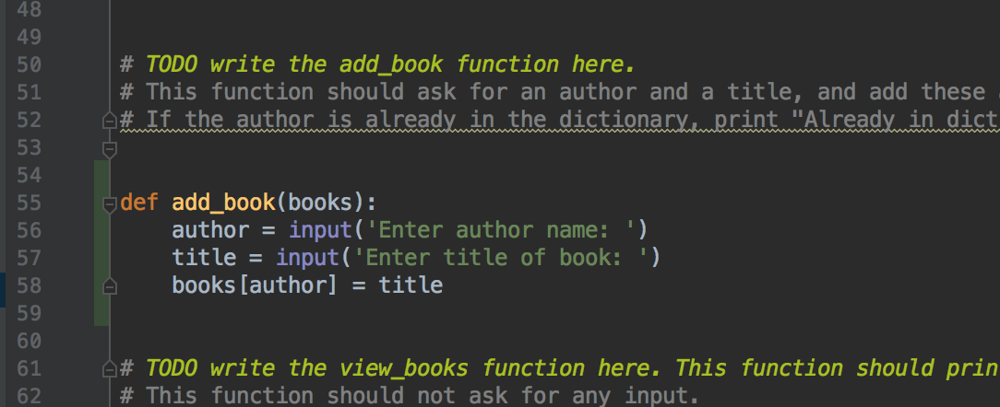 48
49
50 # TODO write the add_book function here.
51 # This function should ask for an author and a title, and add these
52 # If the author is already in the dictionary, print "Already in dict
53
54
55 def add_book(books):
56     author = input('Enter author name: ')
57     title = input('Enter title of book: ')
58     books[author] = title
59
60
61 # TODO write the view_books function here. This function should prin
62 # This function should not ask for any input.